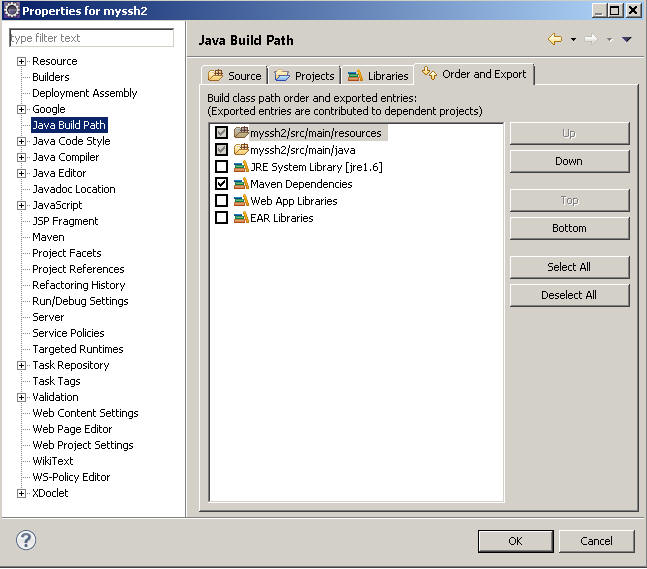 Properties for myssh2
type filter text
Resource
Builders
Deployment Assembly
Google
Java Build Path
Java Code Style
Java Compiler
Java Editor
Javadoc Location
JavaScript
JSP Fragment
Maven
Project Facets
Project References
Refactoring History
Run/Debug Settings
Server
Service Policies
Targeted Runtimes
Task Repository
Task Tags
Validation
Web Content Settings
Web Page Editor
Web Project Settings
WikiText
WS-Policy Editor
XDoclet
Java Build Path
Source Projects Libraries Order and Export
Build class path order and exported entries:
(Exported entries are contributed to dependent projects)
myssh2/src/main/resources
myssh2/src/main/java
JRE System Library [jre1.6]
Maven Dependencies
Web App Libraries
EAR Libraries
Up
Down
Top
Bottom
Select All
Deselect All
?
OK Cancel